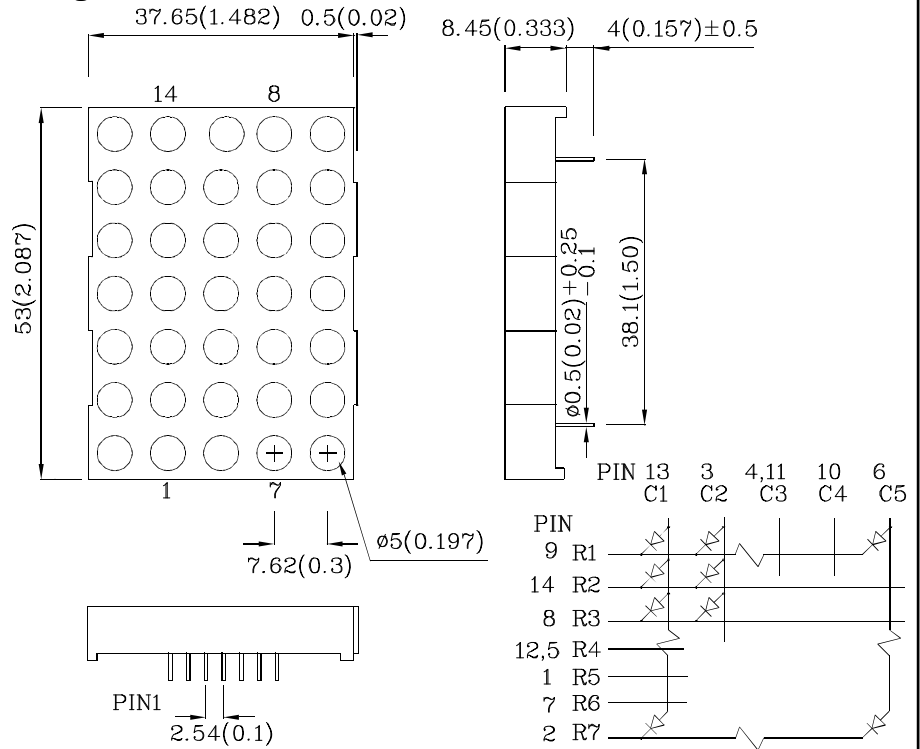 37.65(1.482) 0.5(0.02) 8.45(0.333) 4(0.157)±0.5
14 8
53(2.087)
ø0.5(0.02)+0.25
-0.1
38.1(1.50)
1 7
ø5(0.197)
7.62(0.3)
PIN1
2.54(0.1)
PIN 13 3 4,11 10 6
C1 C2 C3 C4 C5
PIN
9 R1
14 R2
8 R3
12,5 R4
1 R5
7 R6
2 R7